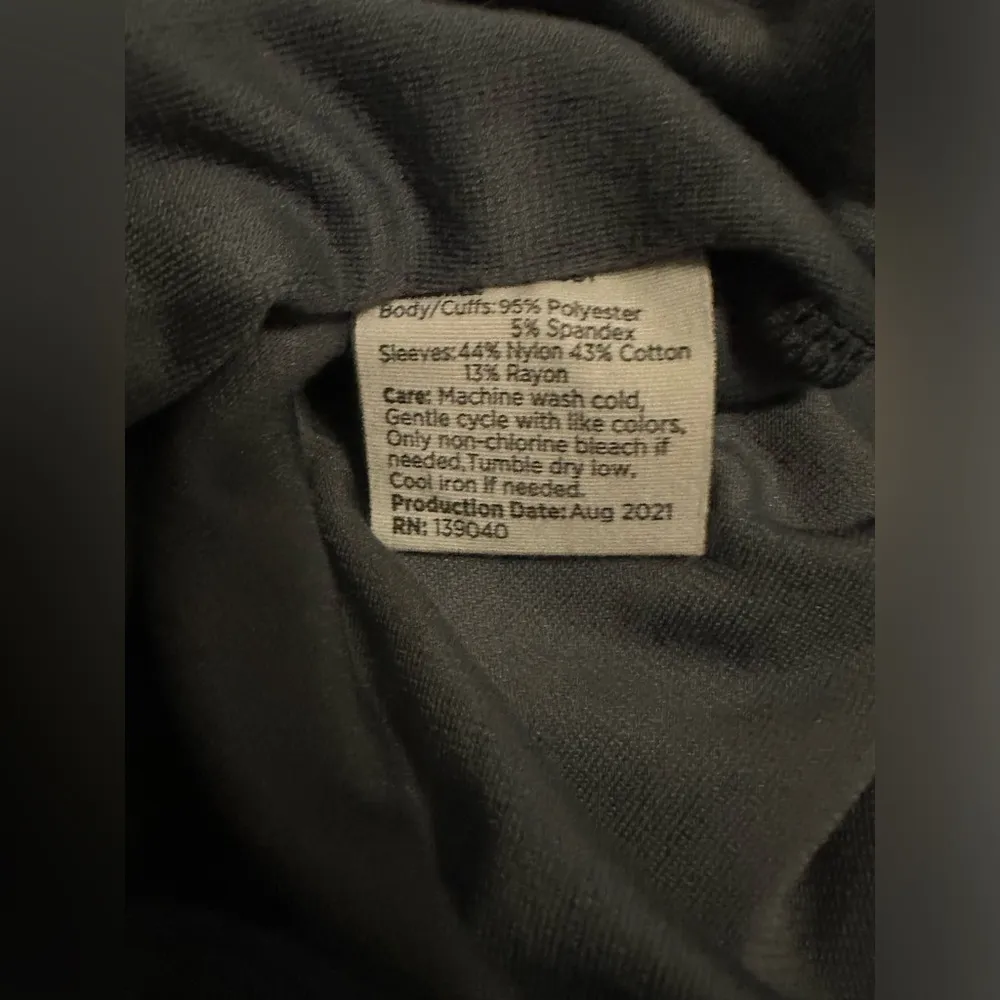 Body/Cuffs: 95% Polyester
5% Spandex
Sleeves: 44% Nylon 43% Cotton
13% Rayon
Care: Machine wash cold,
Gentle cycle with like colors,
Only non-chlorine bleach if
needed,Tumble dry low,
Cool iron if needed.
Production Date: Aug 2021
RN: 139040